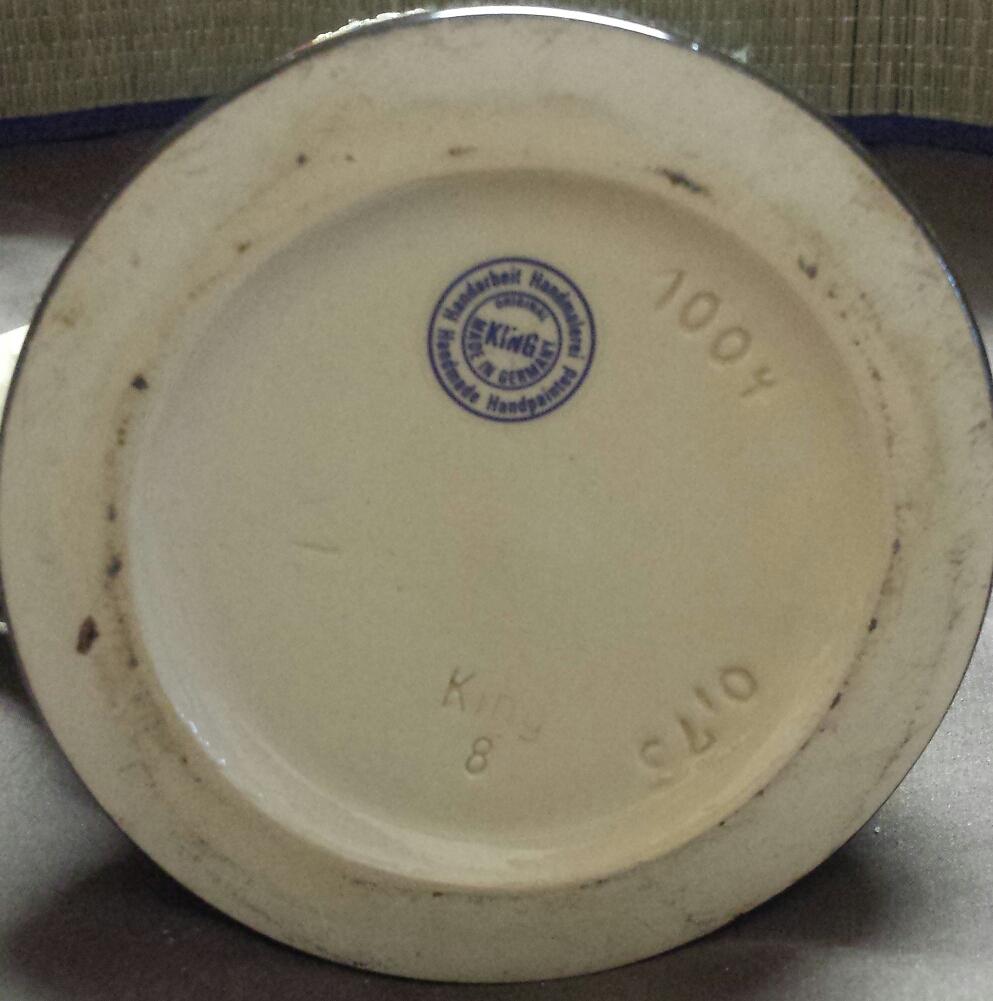 Handarbeit Handmalerei
ORIGINAL
KING
MADE IN GERMANY
Handmade Handpainted
1004
King
8
0,75